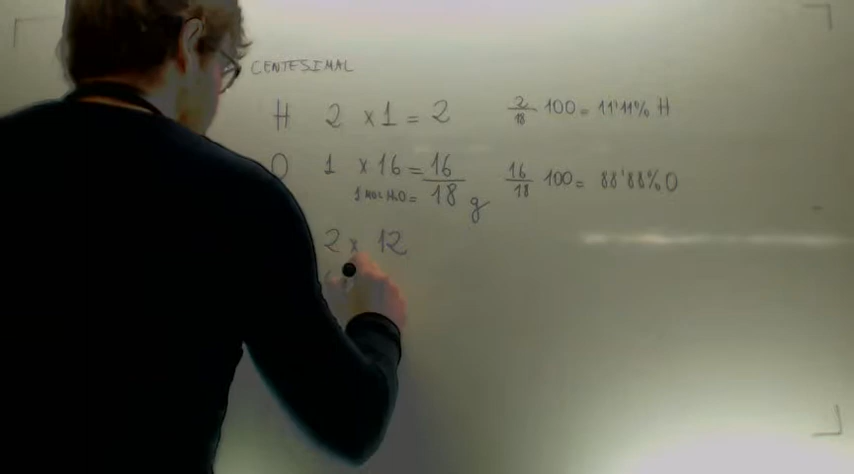 CENTESIMAL
H 2 x 1 = 2 2/18 100 = 11'11% H
O 1 x 16 = 16 16/18 100 = 88'88% O
1 MOL H2O = 18 g
2 x 12